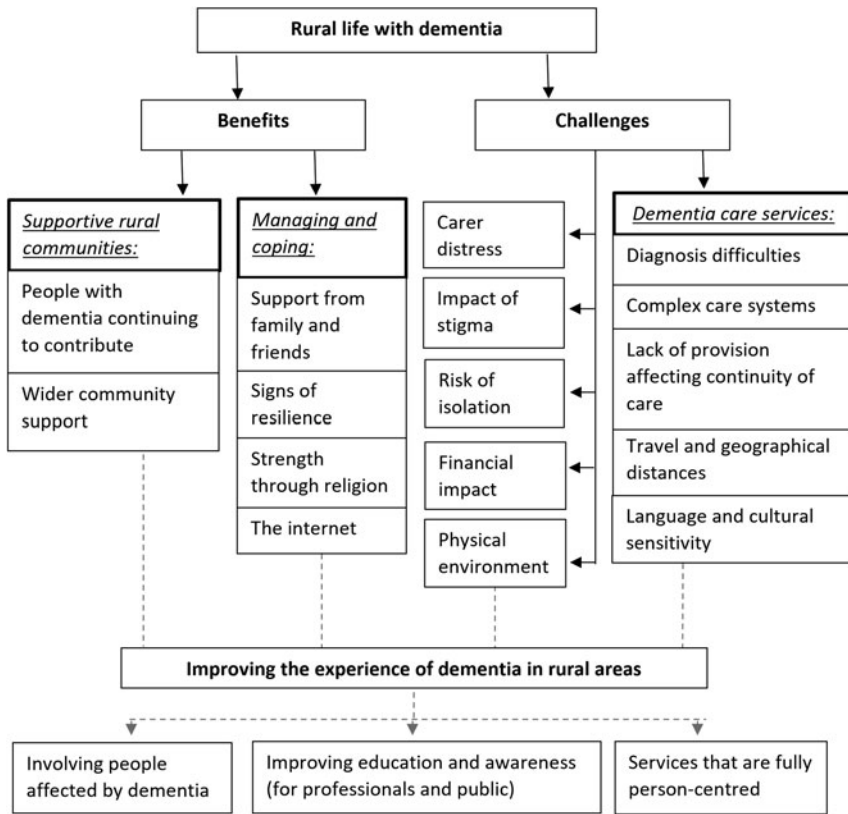 Rural life with dementia
Benefits
Challenges
Supportive rural
communities:
People with
dementia continuing
to contribute
Wider community
support
Managing and
coping:
Support from
family and
friends
Signs of
resilience
Strength
through religion
The internet
Carer
distress
Impact of
stigma
Risk of
isolation
Financial
impact
Physical
environment
Dementia care services:
Diagnosis difficulties
Complex care systems
Lack of provision
affecting continuity of
care
Travel and geographical
distances
Language and cultural
sensitivity
Improving the experience of dementia in rural areas
Involving people
affected by dementia
Improving education and awareness
(for professionals and public)
Services that are fully
person-centred